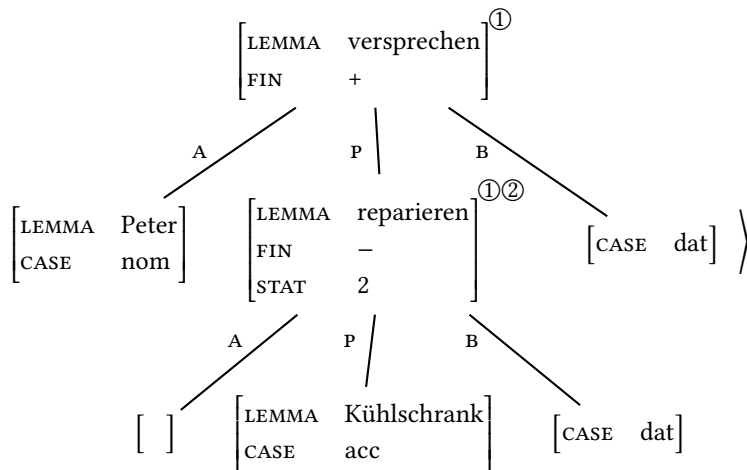 [LEMMA versprechen]①
[FIN +]
A P B
[LEMMA Peter]
[CASE nom]
[LEMMA reparieren]①②
[FIN −]
[STAT 2]
[CASE dat] ⟩
A P B
[ ]
[LEMMA Kühlschrank]
[CASE acc]
[CASE dat]